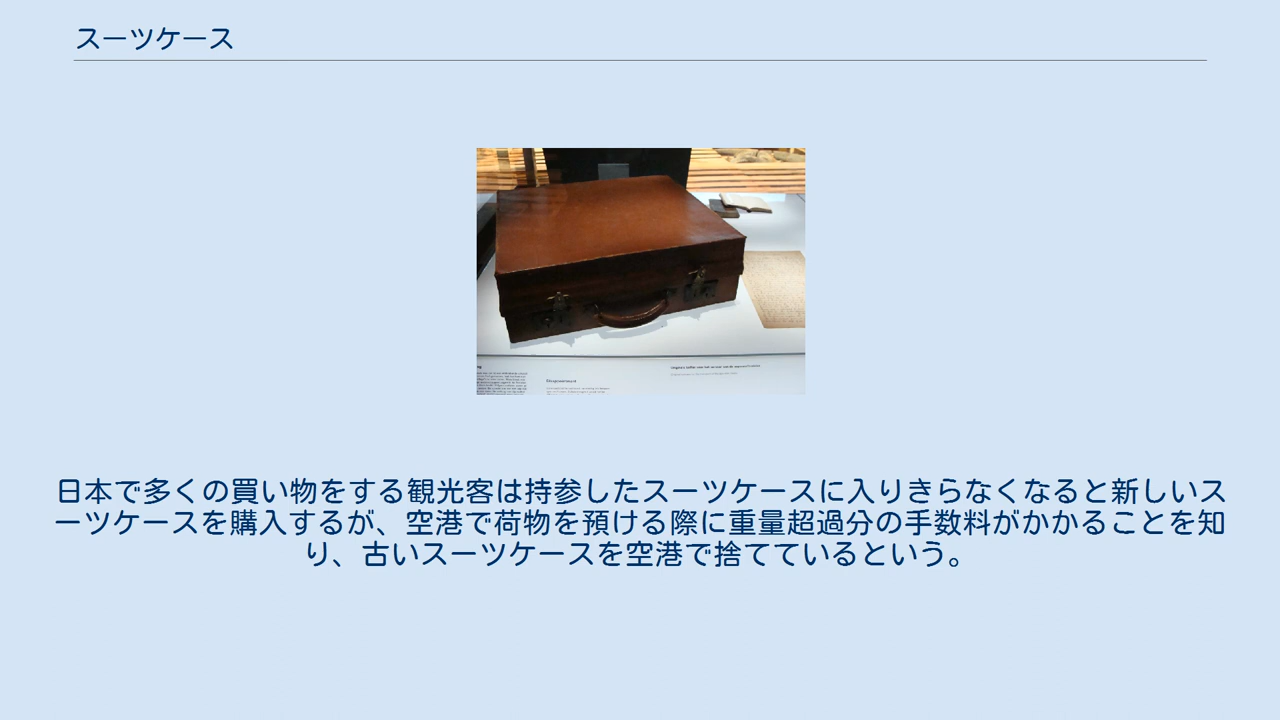 スーツケース
日本で多くの買い物をする観光客は持参したスーツケースに入りきらなくなると新しいス
ーツケースを購入するが、空港で荷物を預ける際に重量超過分の手数料がかかることを知
り、古いスーツケースを空港で捨てているという。